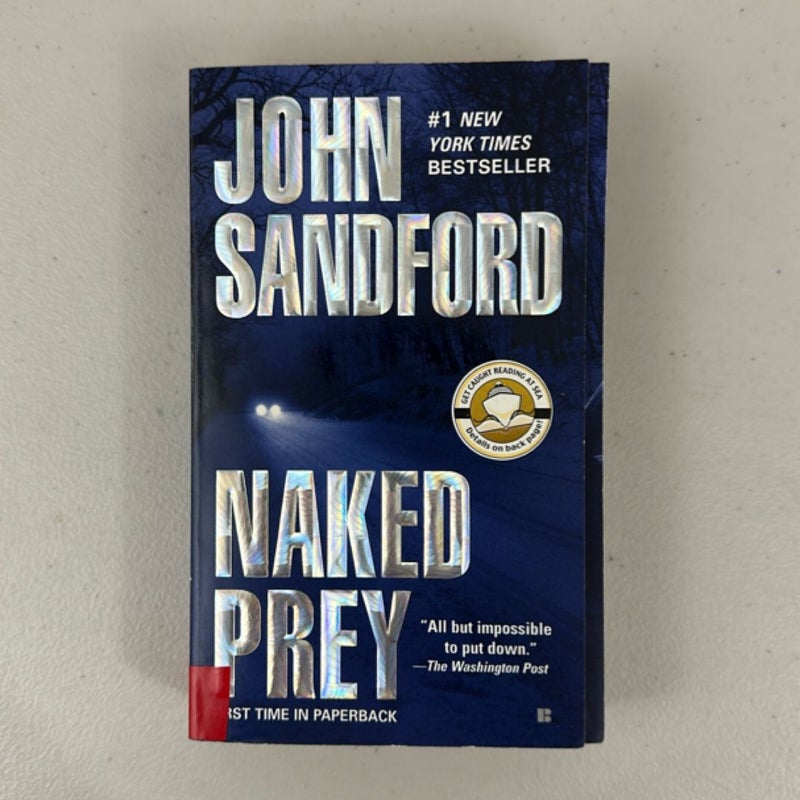 JOHN
SANDFORD
#1 NEW
YORK TIMES
BESTSELLER
GET CAUGHT READING AT SEA
Details on back page!
NAKED
PREY
"All but impossible
to put down."
—The Washington Post
RST TIME IN PAPERBACK
B